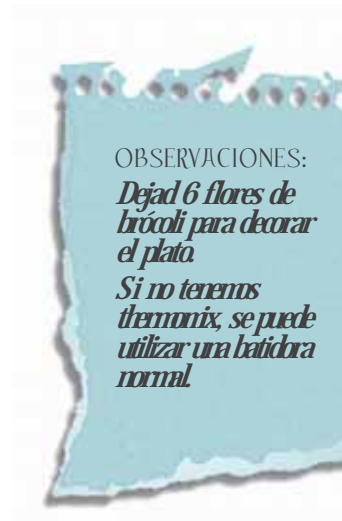 OBSERVACIONES:
Dejad 6 flores de
brócoli para decorar
el plato.
Si no tenemos
thermomix, se puede
utilizar una batidora
normal.